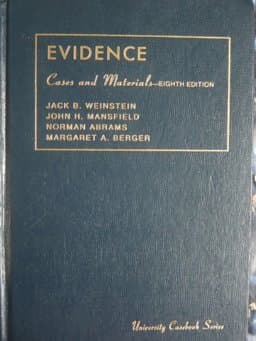 EVIDENCE
Cases and Materials—EIGHTH EDITION
JACK B. WEINSTEIN
JOHN H. MANSFIELD
NORMAN ABRAMS
MARGARET A. BERGER
University Casebook Series